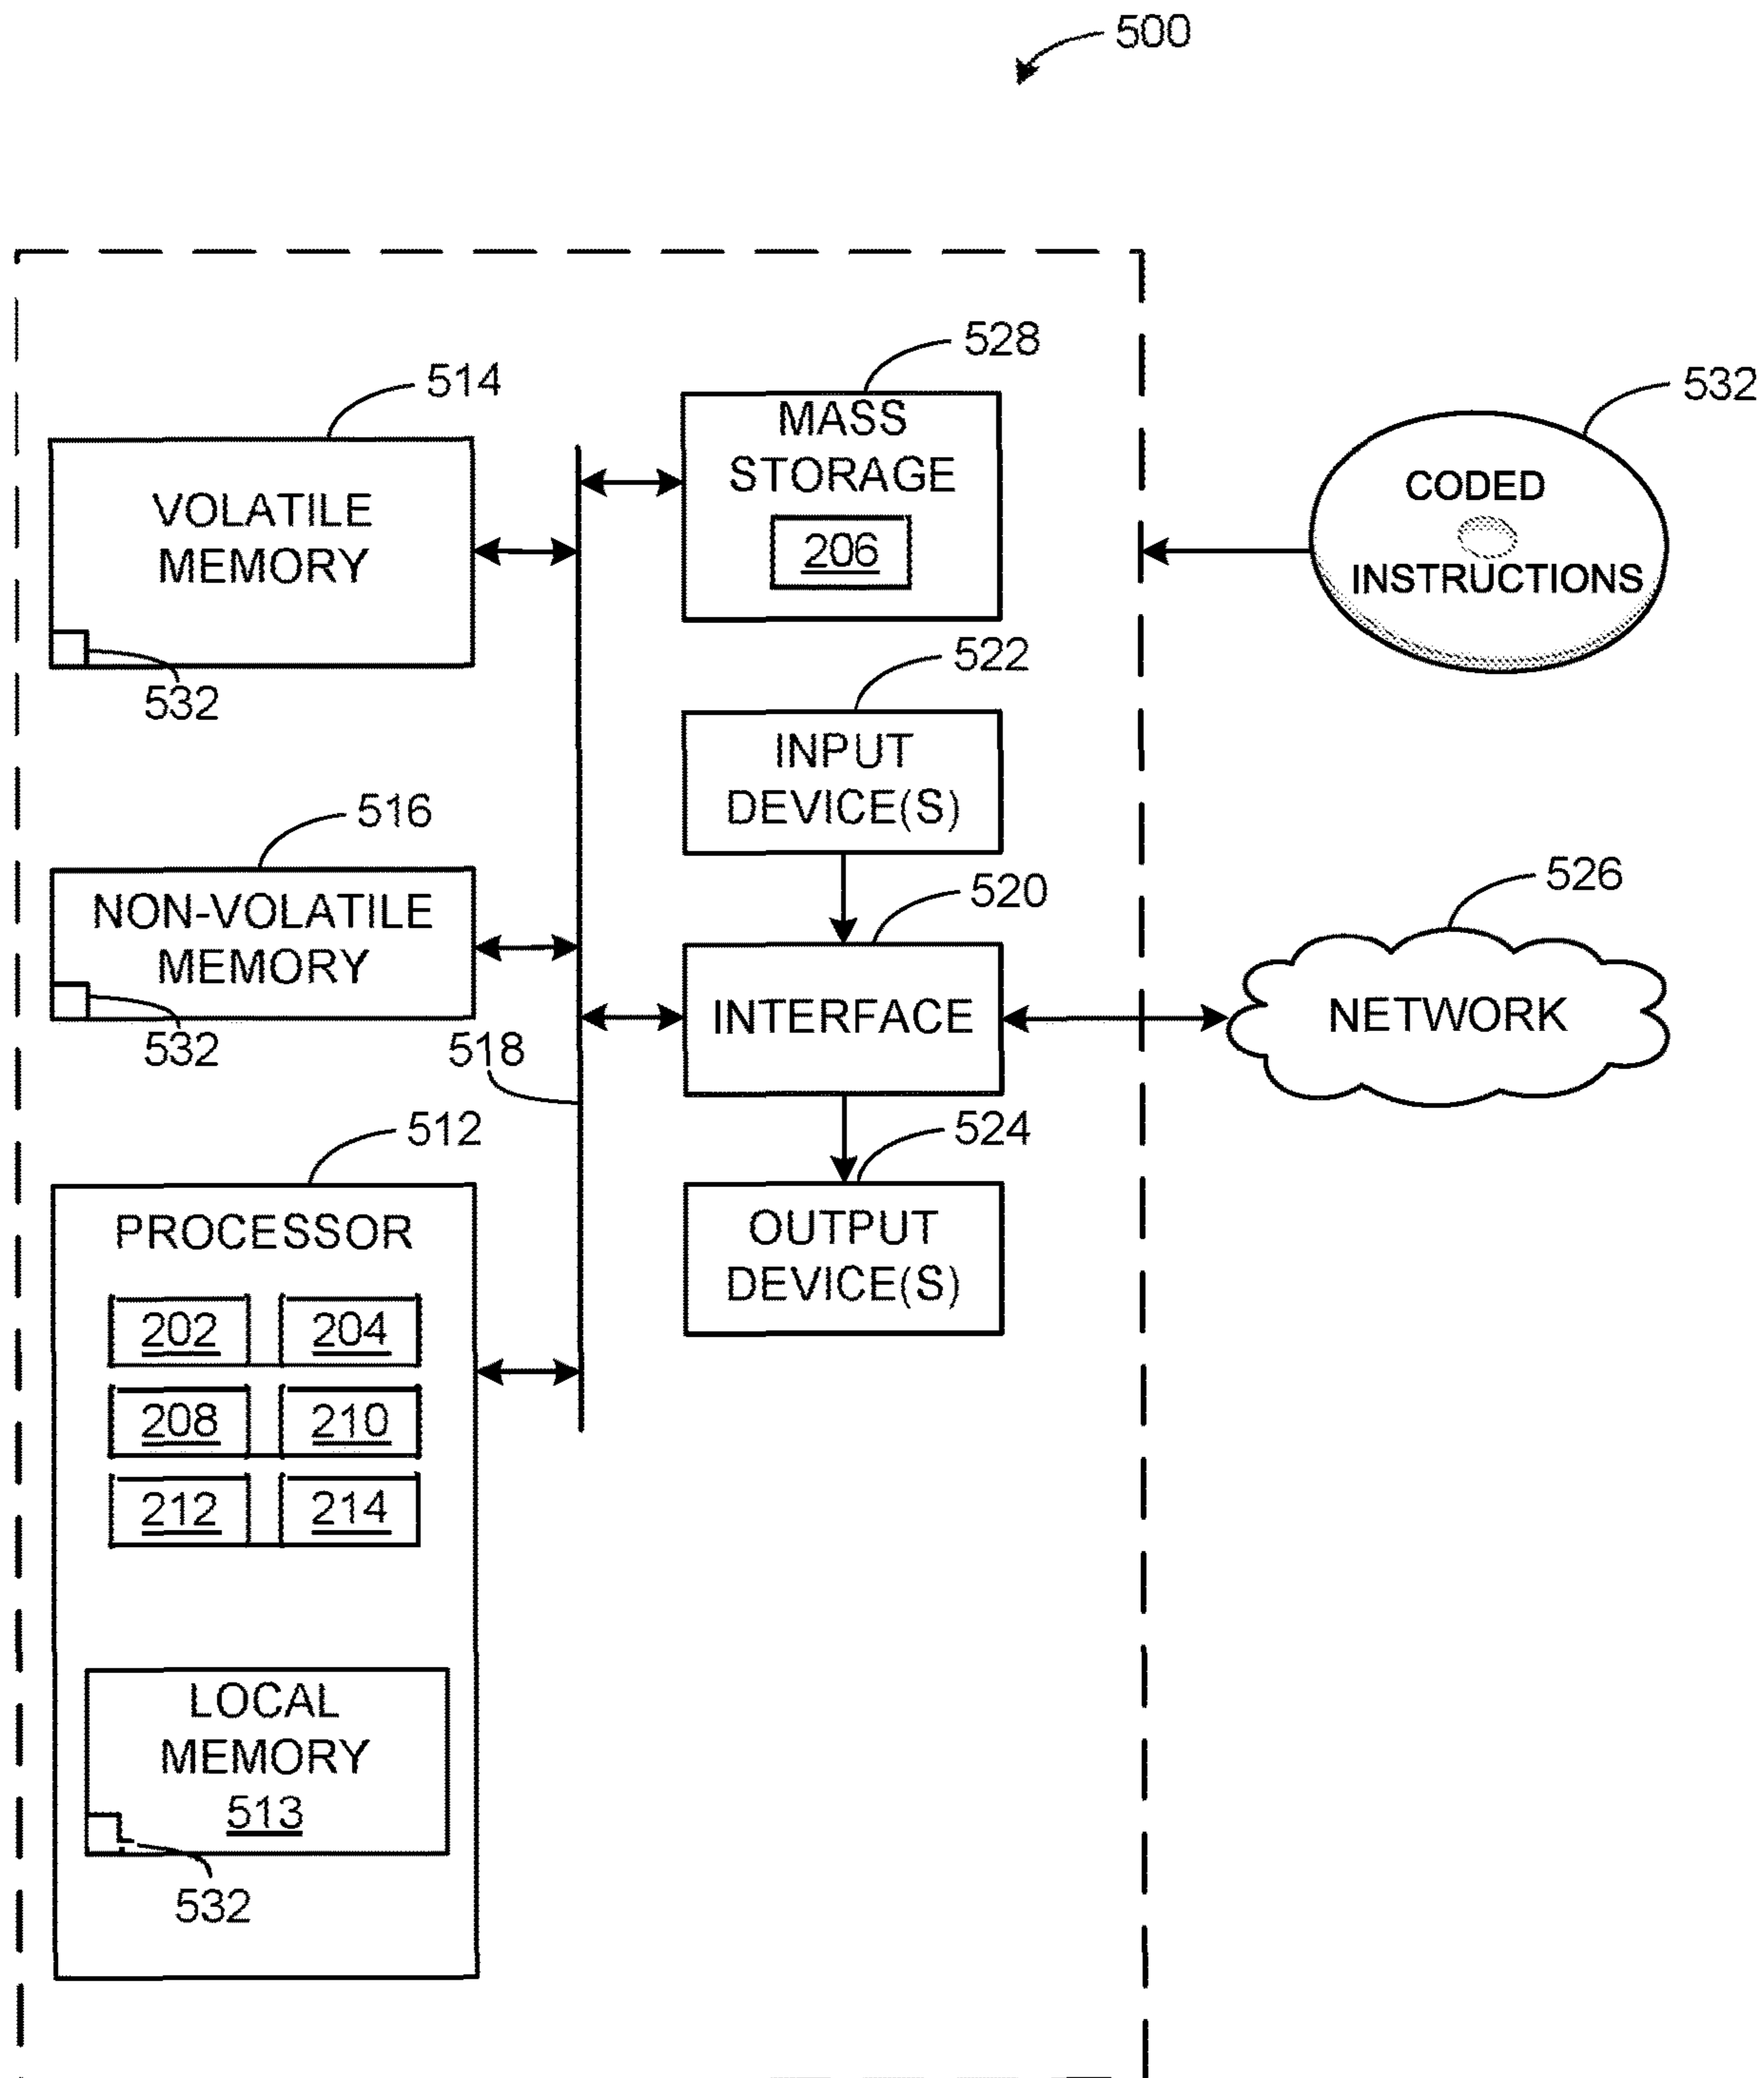 500
528
514
MASS
STORAGE
206
532
CODED
INSTRUCTIONS
VOLATILE
MEMORY
532
522
INPUT
DEVICE(S)
516
NON-VOLATILE
MEMORY
532
520
INTERFACE
526
NETWORK
518
512
524
OUTPUT
DEVICE(S)
PROCESSOR
202 204
208 210
212 214
LOCAL
MEMORY
513
532